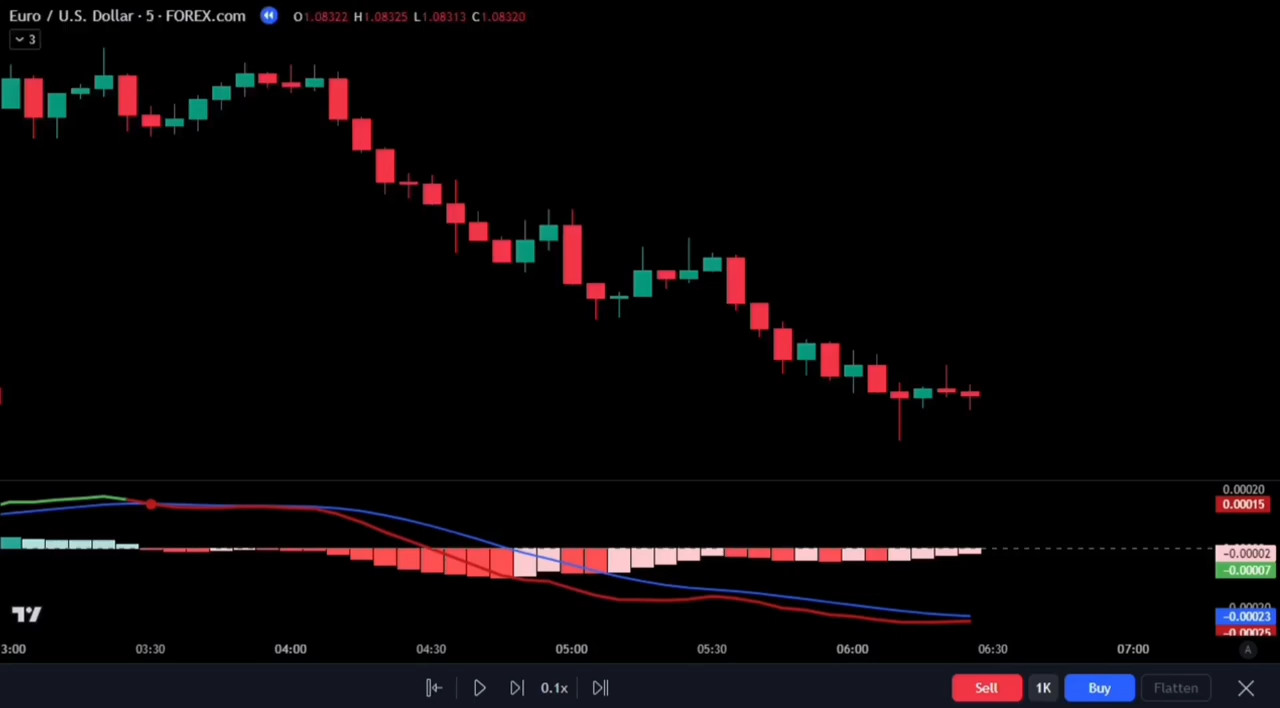 Euro / U.S. Dollar · 5 · FOREX.com O1.08322 H1.08325 L1.08313 C1.08320
3
0.00020
0.00015
−0.00002
−0.00007
−0.00023
−0.00025
3:00 03:30 04:00 04:30 05:00 05:30 06:00 06:30 07:00 A
0.1x Sell 1K Buy Flatten